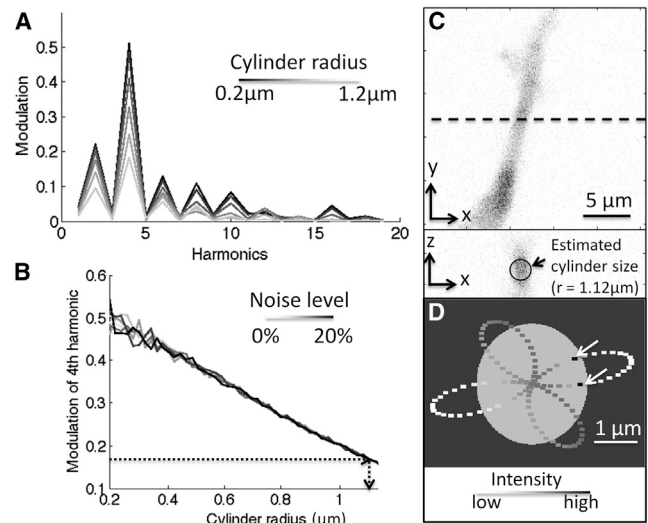 A
Modulation
0.5
0.4
0.3
0.2
0.1
0
0
5
10
15
20
Harmonics
Cylinder radius
0.2µm
1.2µm
B
Modulation of 4th harmonic
0.6
0.5
0.4
0.3
0.2
0.1
0.2
0.4
0.6
0.8
1
Cylinder radius (µm)
Noise level
0%
20%
C
y
x
5 µm
z
x
Estimated
cylinder size
(r = 1.12µm)
D
1 µm
Intensity
low
high